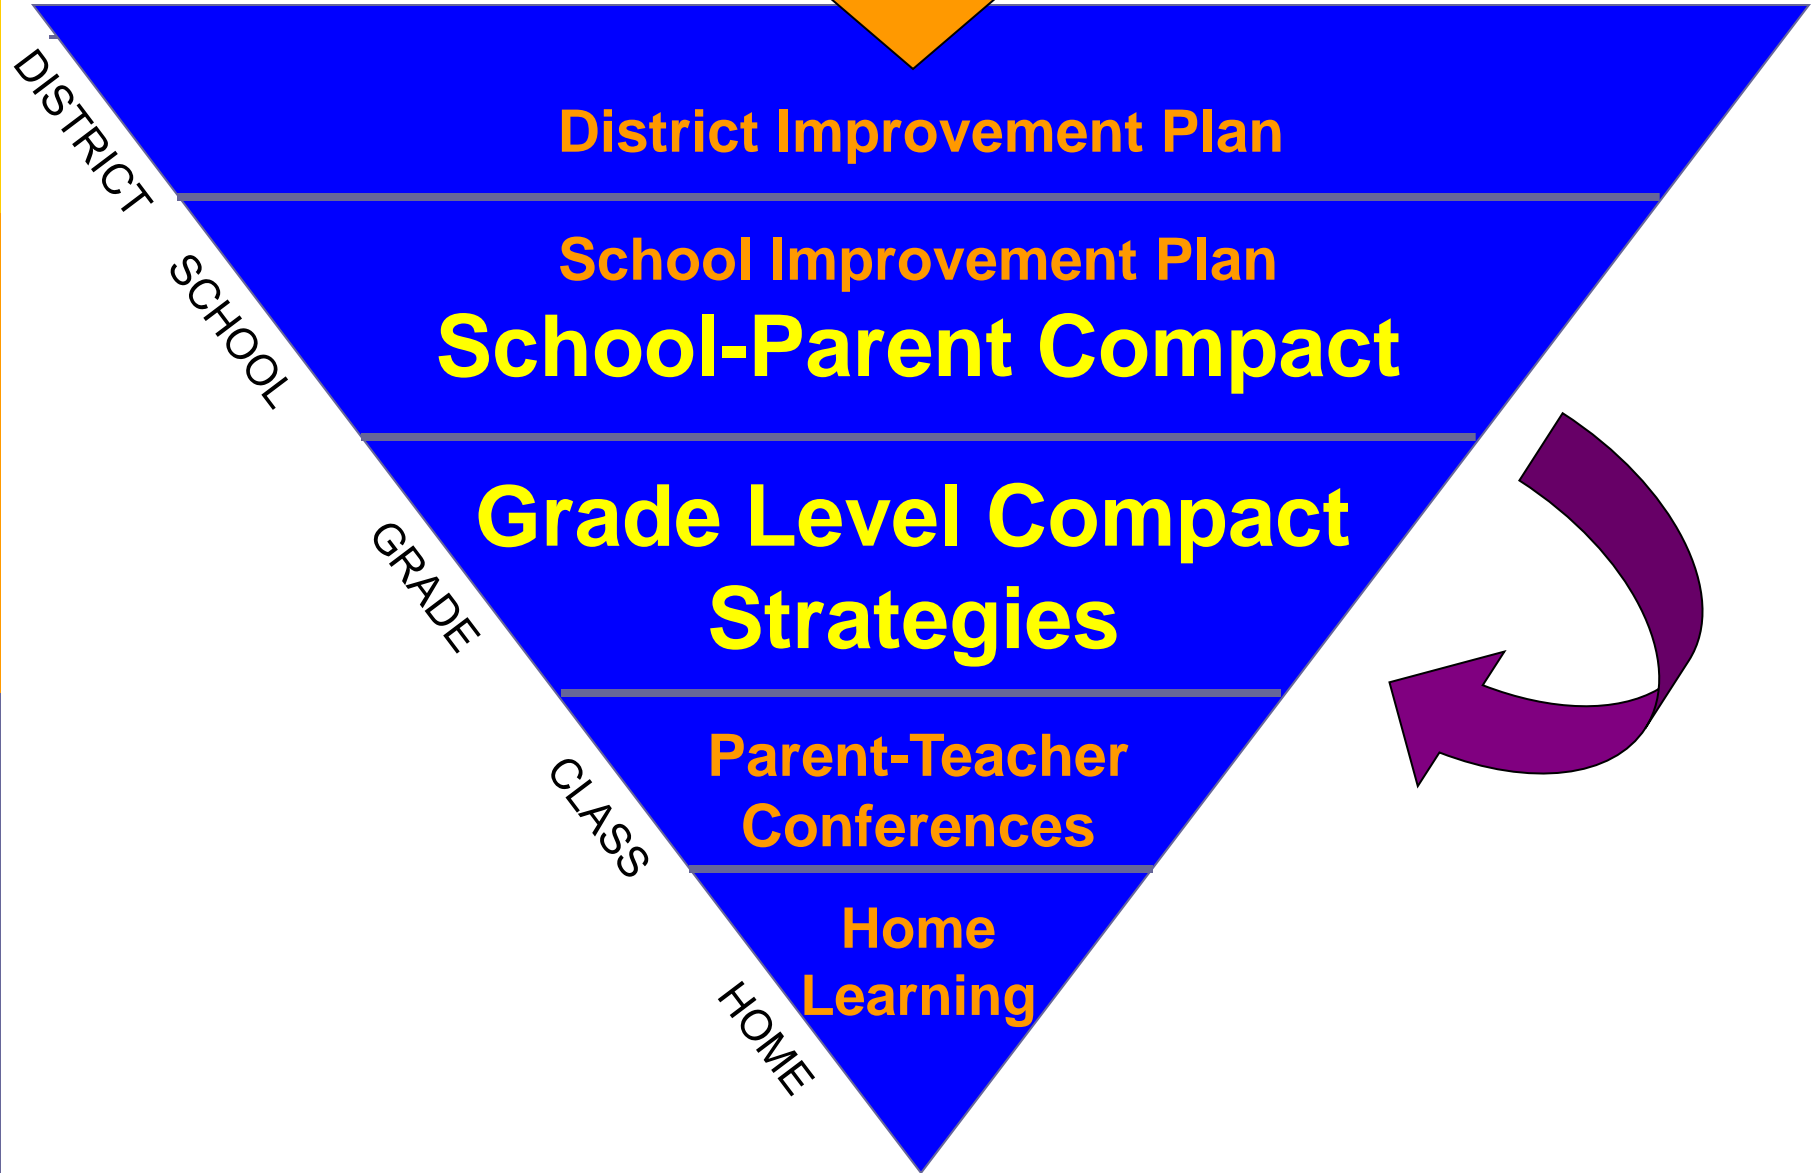 DISTRICT
District Improvement Plan
SCHOOL
School Improvement Plan
School-Parent Compact
GRADE
Grade Level Compact
Strategies
CLASS
Parent-Teacher
Conferences
HOME
Home
Learning